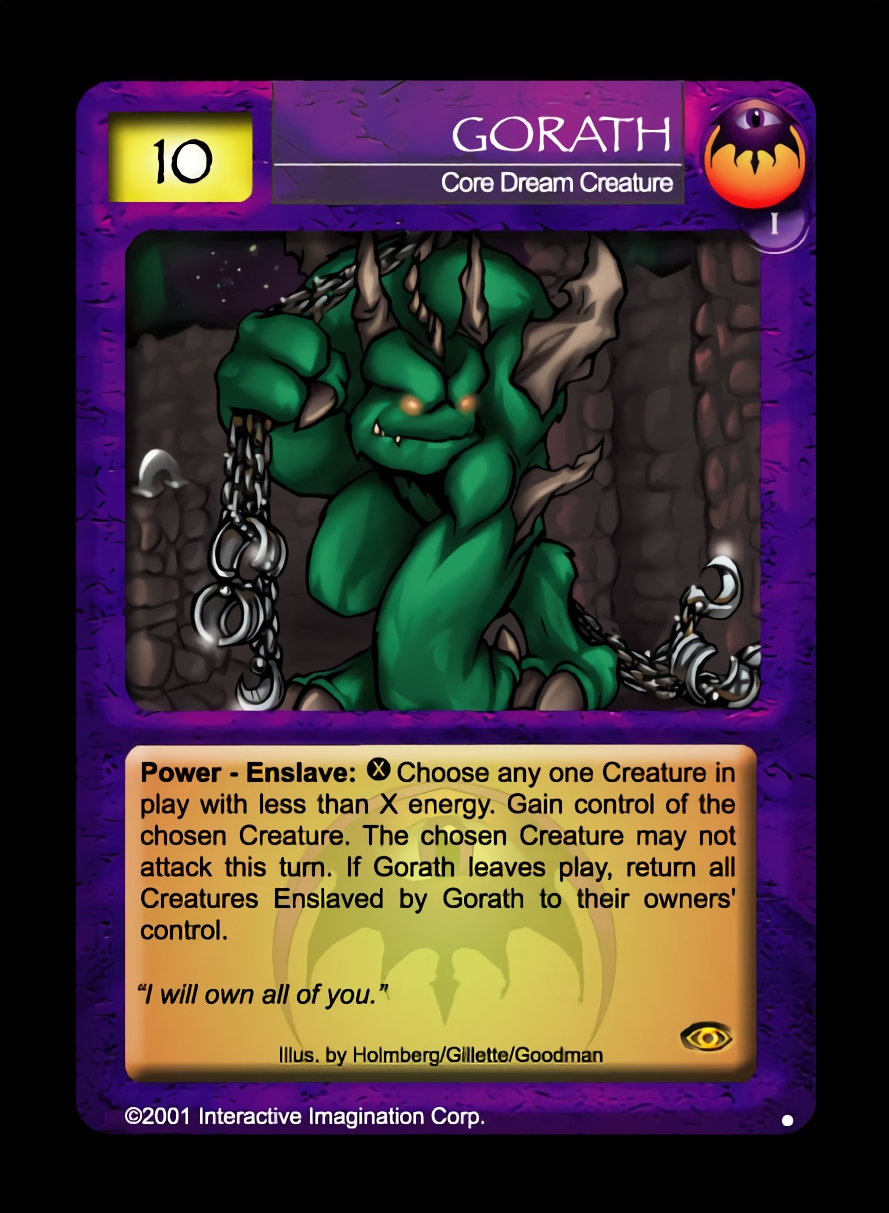 10
GORATH
Core Dream Creature
I
Power - Enslave: X Choose any one Creature in
play with less than X energy. Gain control of the
chosen Creature. The chosen Creature may not
attack this turn. If Gorath leaves play, return all
Creatures Enslaved by Gorath to their owners'
control.
“I will own all of you.”
Illus. by Holmberg/Gillette/Goodman
©2001 Interactive Imagination Corp.